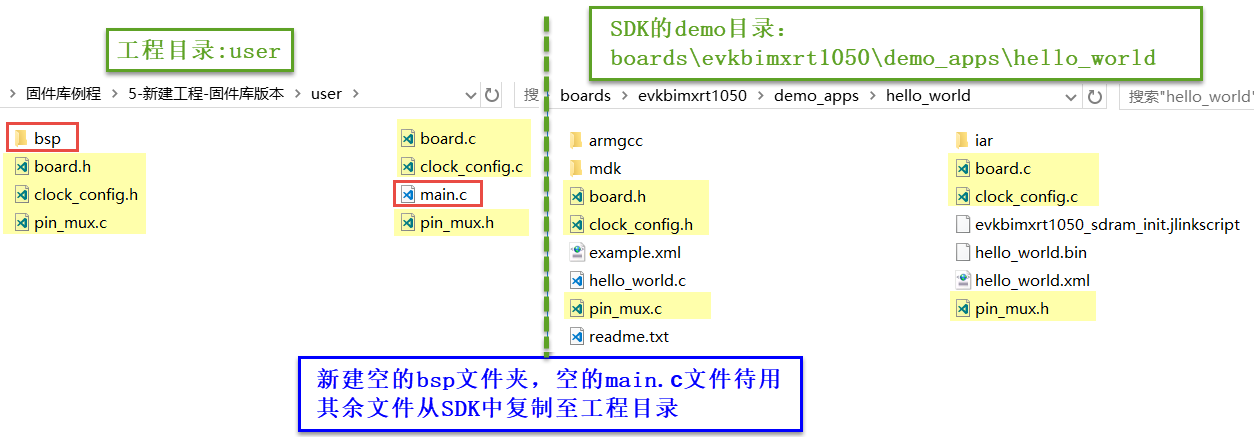 工程目录:user
SDK的demo目录：
boards\evkbimxrt1050\demo_apps\hello_world
固件库例程 5-新建工程-固件库版本 user
搜
boards evkbimxrt1050 demo_apps hello_world
搜索"hello_world"
bsp
board.h
clock_config.h
pin_mux.c
board.c
clock_config.c
main.c
pin_mux.h
armgcc
mdk
board.h
clock_config.h
example.xml
hello_world.c
pin_mux.c
readme.txt
iar
board.c
clock_config.c
evkbimxrt1050_sdram_init.jlinkscript
hello_world.bin
hello_world.xml
pin_mux.h
新建空的bsp文件夹，空的main.c文件待用
其余文件从SDK中复制至工程目录